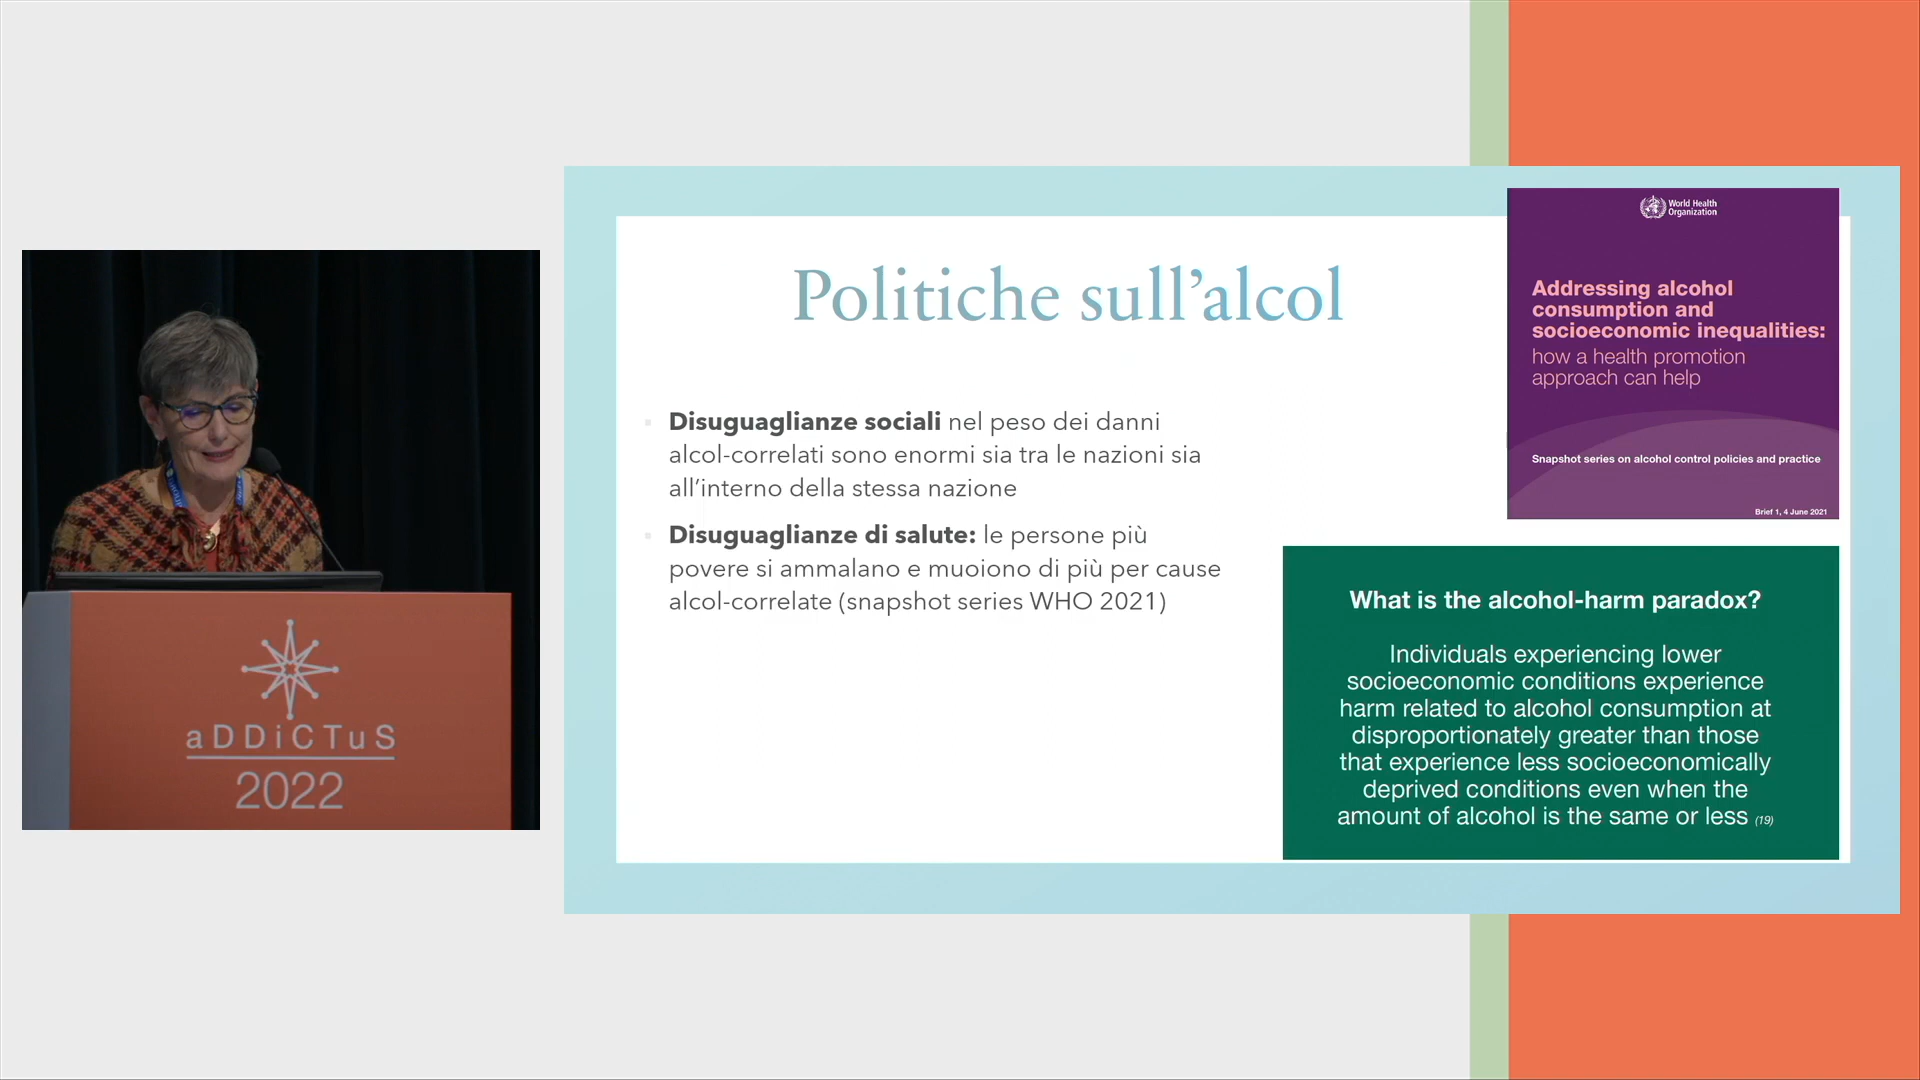 aDDiCTuS
2022
Politiche sull’alcol
Disuguaglianze sociali nel peso dei danni
alcol-correlati sono enormi sia tra le nazioni sia
all’interno della stessa nazione
Disuguaglianze di salute: le persone più
povere si ammalano e muoiono di più per cause
alcol-correlate (snapshot series WHO 2021)
World Health
Organization
Addressing alcohol
consumption and
socioeconomic inequalities:
how a health promotion
approach can help
Snapshot series on alcohol control policies and practice
Brief 1, 4 June 2021
What is the alcohol-harm paradox?
Individuals experiencing lower
socioeconomic conditions experience
harm related to alcohol consumption at
disproportionately greater than those
that experience less socioeconomically
deprived conditions even when the
amount of alcohol is the same or less (19)